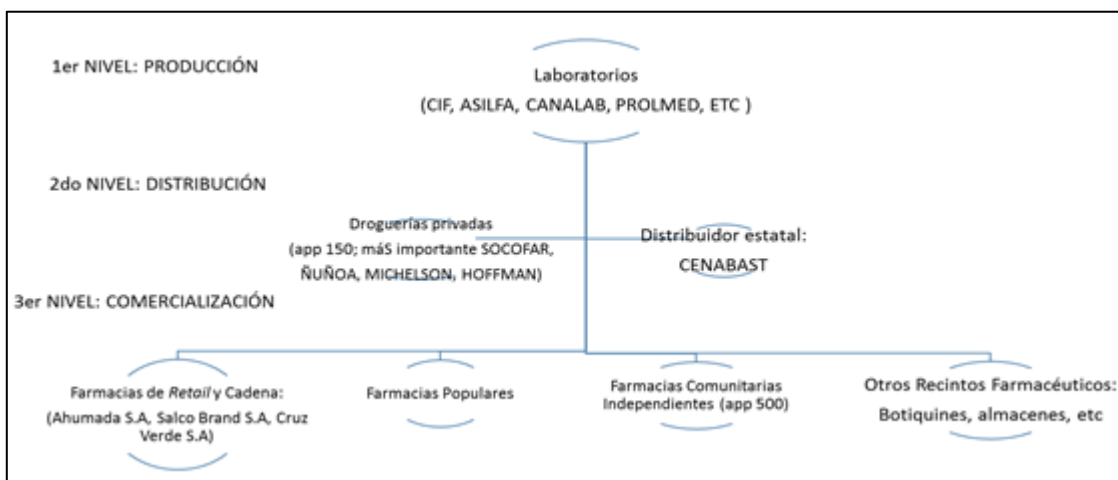 1er NIVEL: PRODUCCIÓN
Laboratorios
(CIF, ASILFA, CANALAB, PROLMED, ETC )
2do NIVEL: DISTRIBUCIÓN
Droguerías privadas
(app 150; máS importante SOCOFAR,
ÑUÑOA, MICHELSON, HOFFMAN)
Distribuidor estatal:
CENABAST
3er NIVEL: COMERCIALIZACIÓN
Farmacias de Retail y Cadena:
(Ahumada S.A, Salco Brand S.A, Cruz
Verde S.A)
Farmacias Populares
Farmacias Comunitarias
Independientes (app 500)
Otros Recintos Farmacéuticos:
Botiquines, almacenes, etc